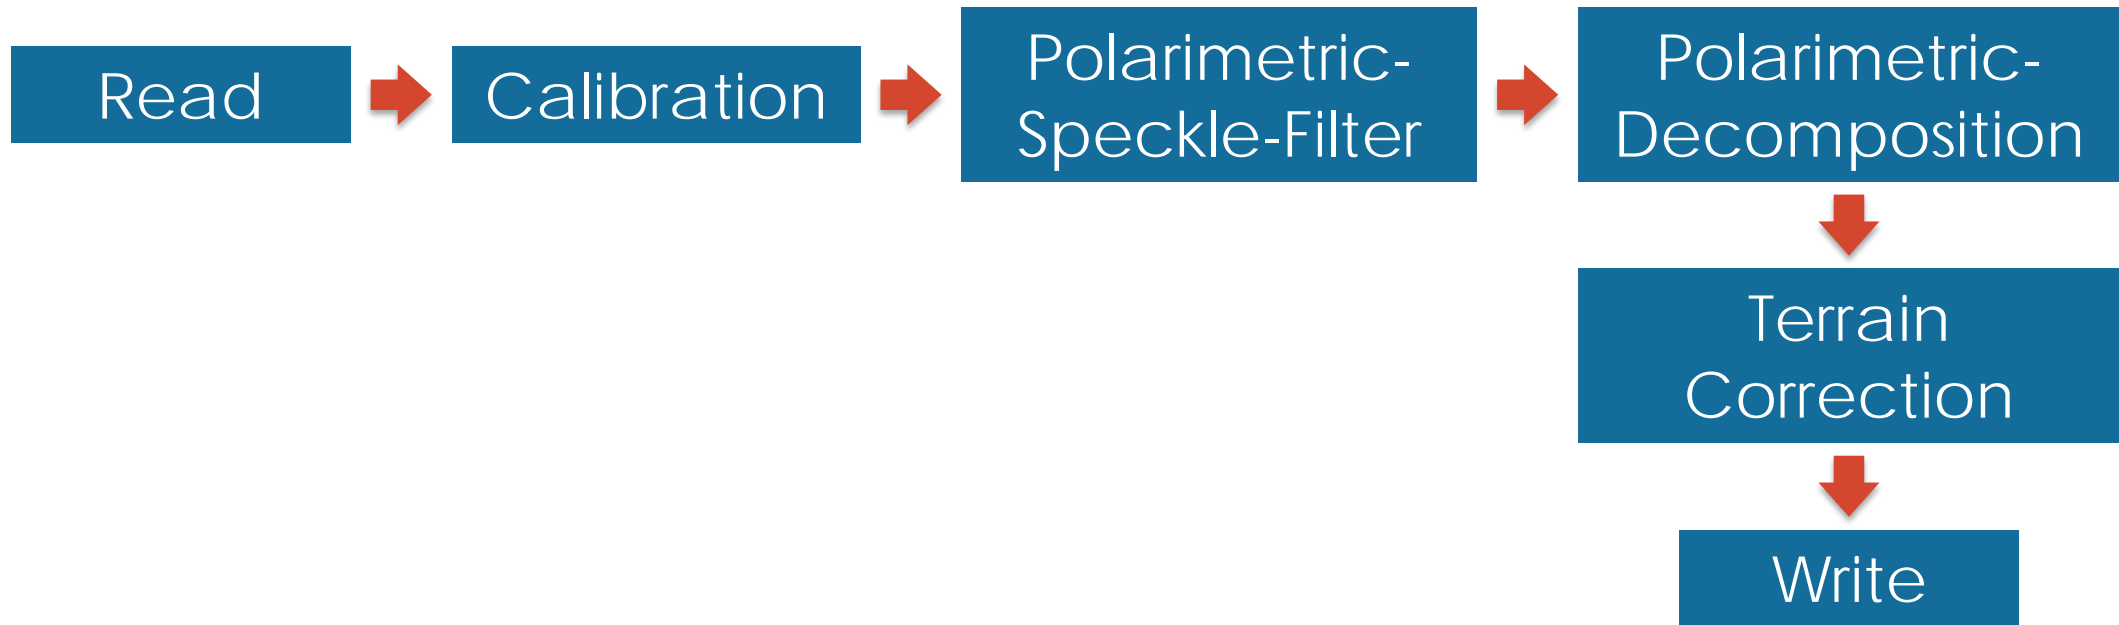 Read
Calibration
Polarimetric-
Speckle-Filter
Polarimetric-
Decomposition
Terrain
Correction
Write